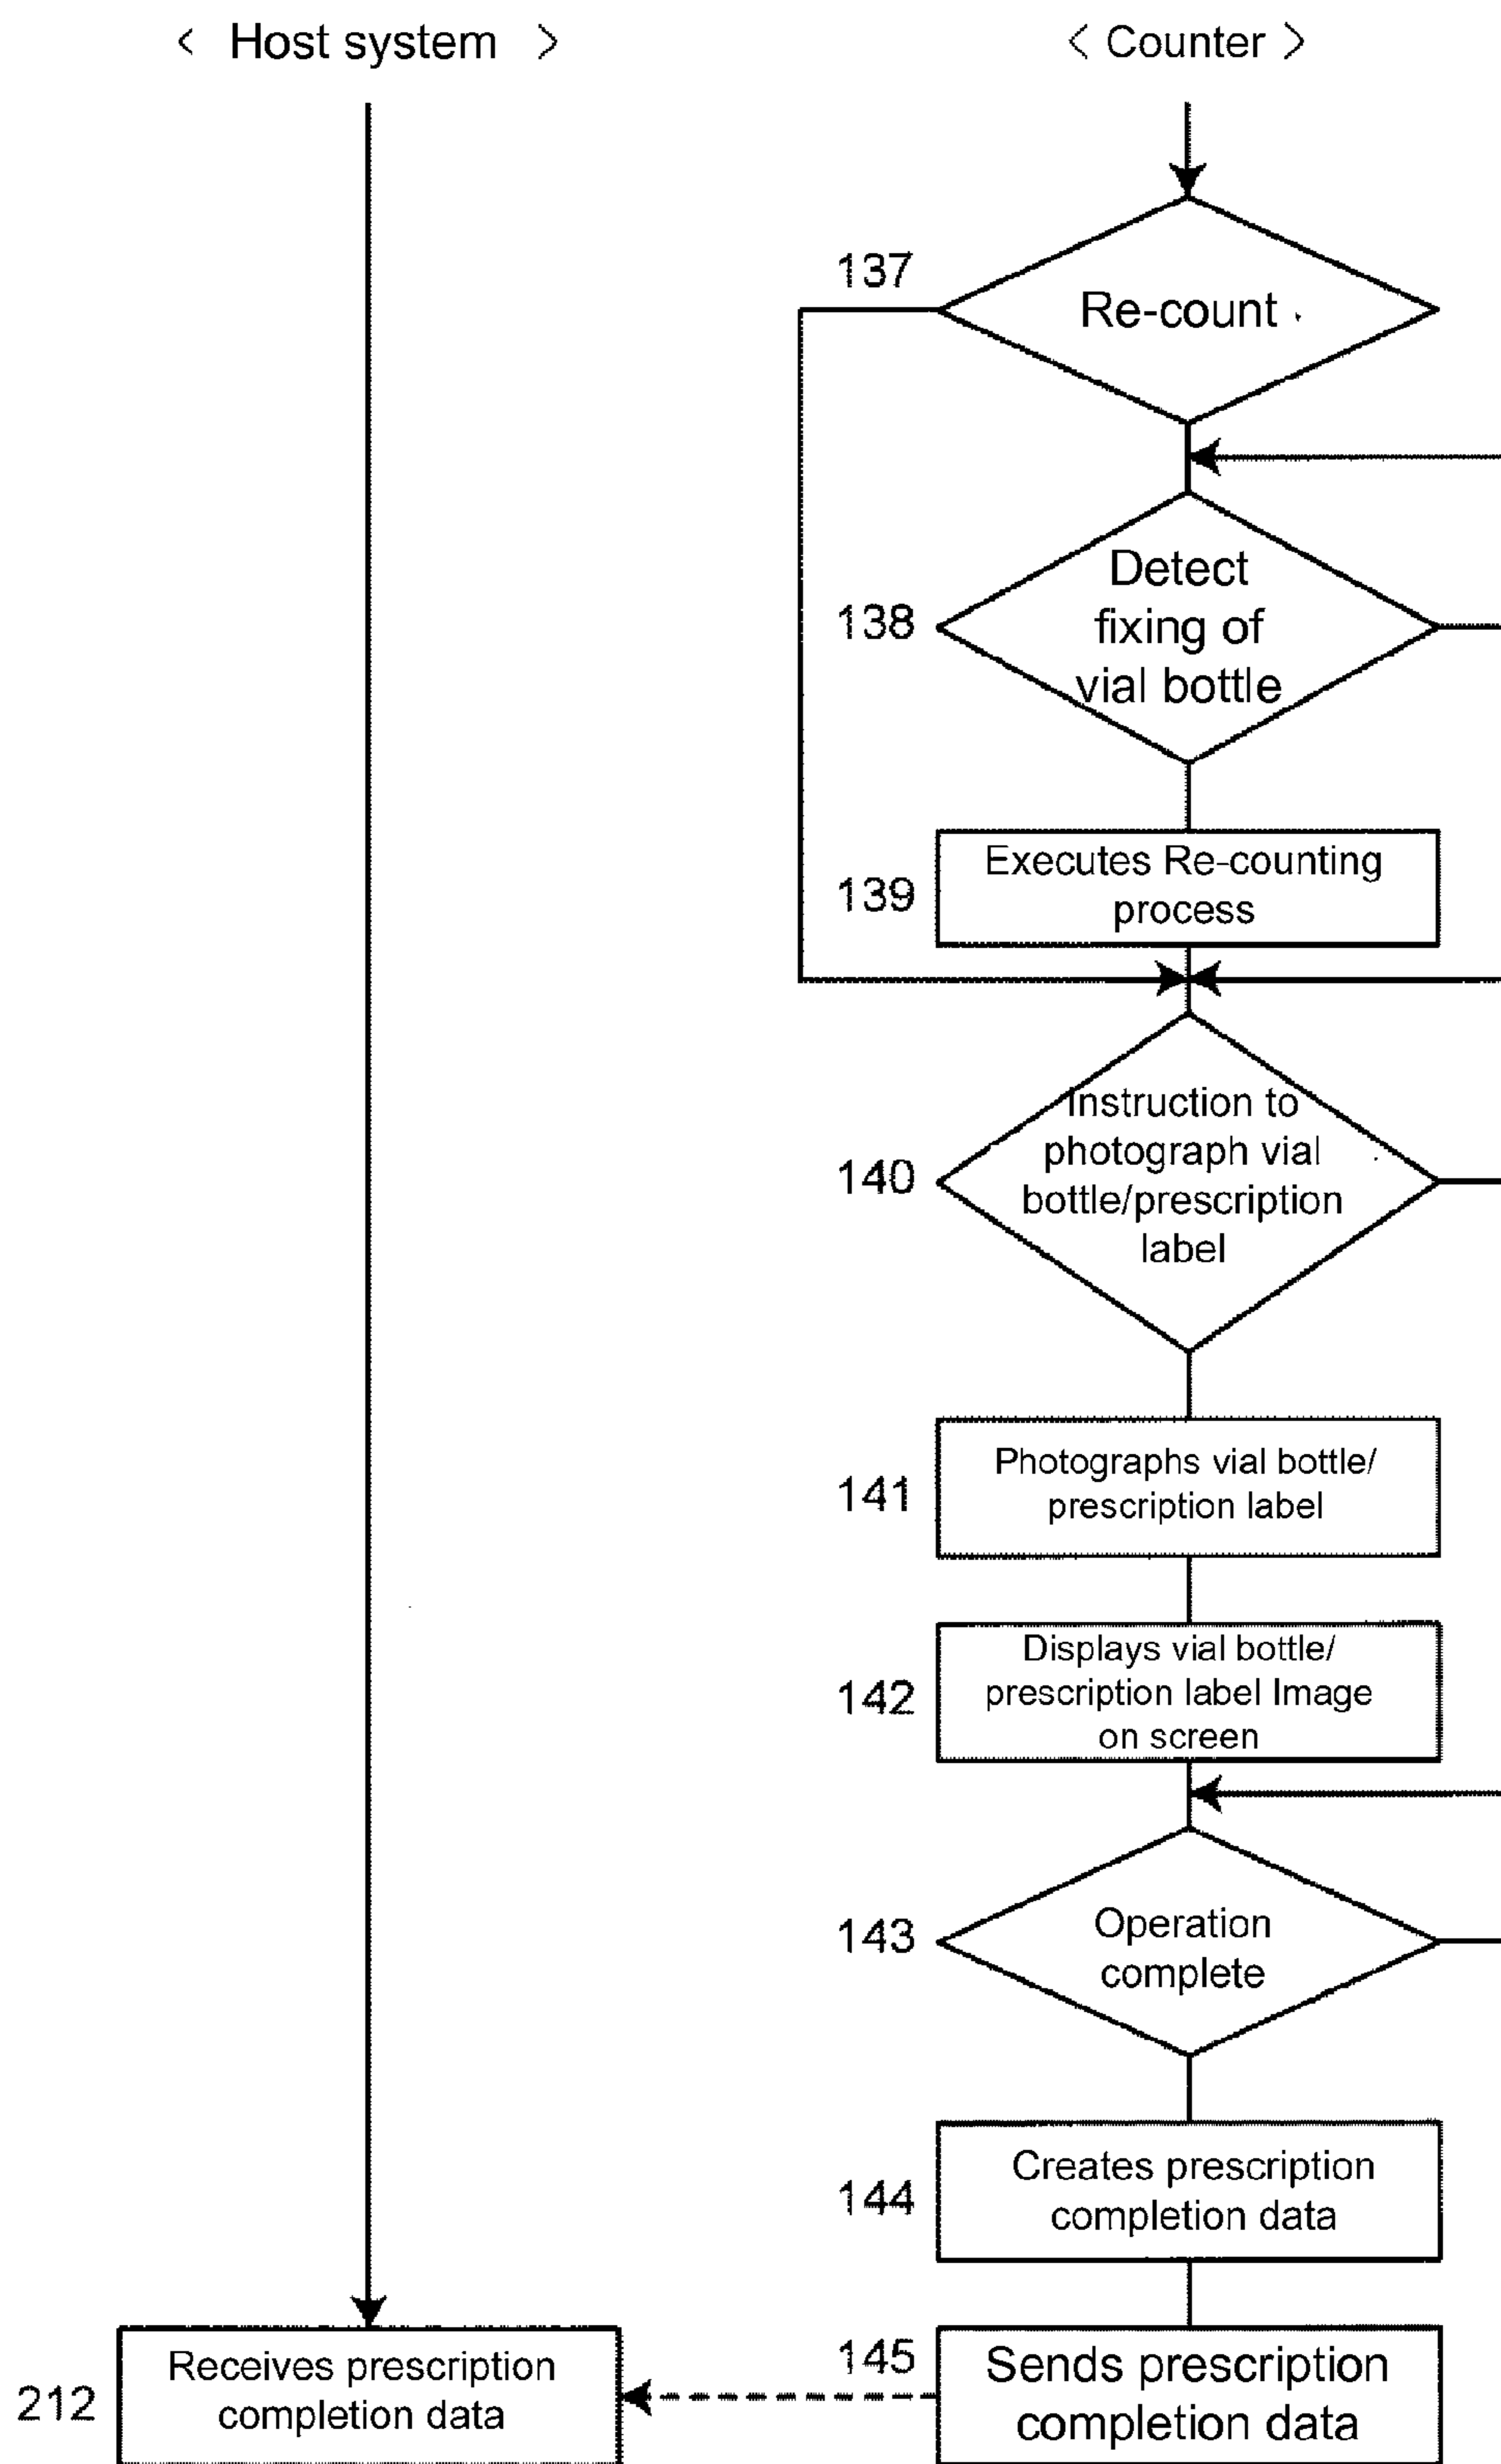 < Host system >
< Counter >
137
Re-count
138
Detect
fixing of
vial bottle
139
Executes Re-counting
process
140
Instruction to
photograph vial
bottle/prescription
label
141
Photographs vial bottle/
prescription label
142
Displays vial bottle/
prescription label Image
on screen
143
Operation
complete
144
Creates prescription
completion data
212
Receives prescription
completion data
145
Sends prescription
completion data